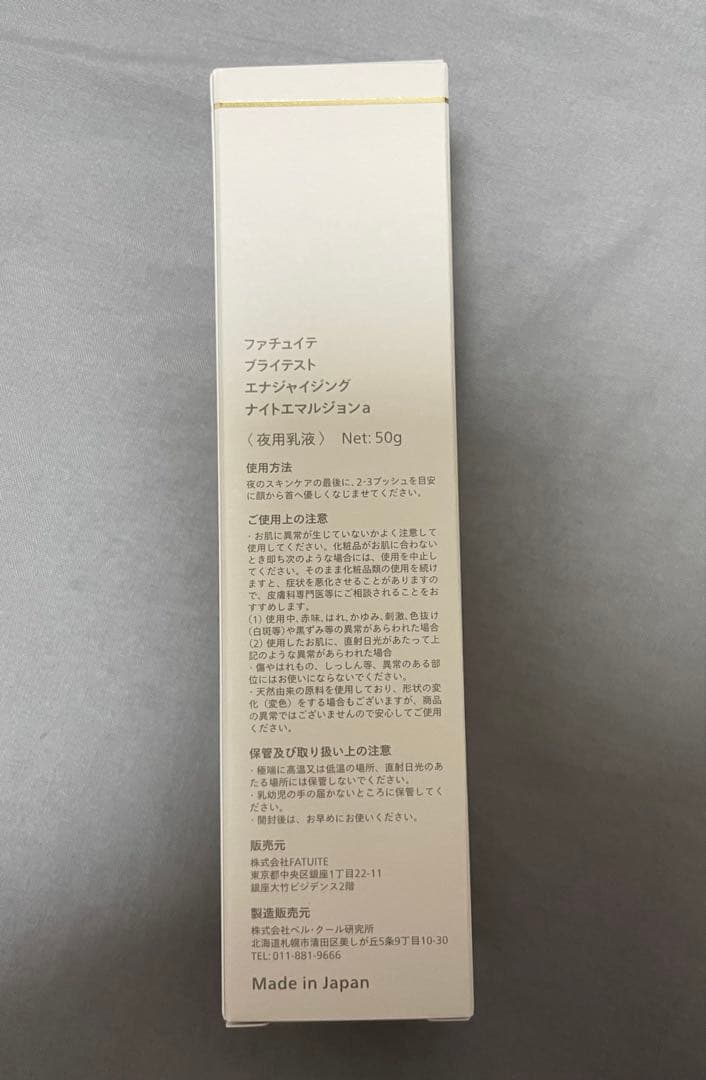 ファチュイテ
ブライテスト
エナジャイジング
ナイトエマルジョンa
〈夜用乳液〉 Net: 50g
使用方法
夜のスキンケアの最後に、2-3プッシュを目安
に顔から首へ優しくなじませてください。
ご使用上の注意
・お肌に異常が生じていないかよく注意して
使用してください。化粧品がお肌に合わない
とき即ち次のような場合には、使用を中止し
てください。そのまま化粧品類の使用を続け
ますと、症状を悪化させることがありますの
で、皮膚科専門医等にご相談されることをお
すすめします。
(1) 使用中、赤味、はれ、かゆみ、刺激、色抜け
(白斑等)や黒ずみ等の異常があらわれた場合
(2) 使用したお肌に、直射日光があたって上
記のような異常があらわれた場合
・傷やはれもの、しっしん等、異常のある部
位にはお使いにならないでください。
・天然由来の原料を使用しており、形状の変
化(変色)をする場合もございますが、商品
の異常ではございませんので安心してご使用
ください。
保管及び取り扱い上の注意
・極端に高温又は低温の場所、直射日光のあ
たる場所には保管しないでください。
・乳幼児の手の届かないところに保管してく
ださい。
・開封後は、お早めにお使いください。
販売元
株式会社FATUITE
東京都中央区銀座1丁目22-11
銀座大竹ビジデンス2階
製造販売元
株式会社ベル・クール研究所
北海道札幌市清田区美しが丘5条9丁目10-30
TEL: 011-881-9666
Made in Japan